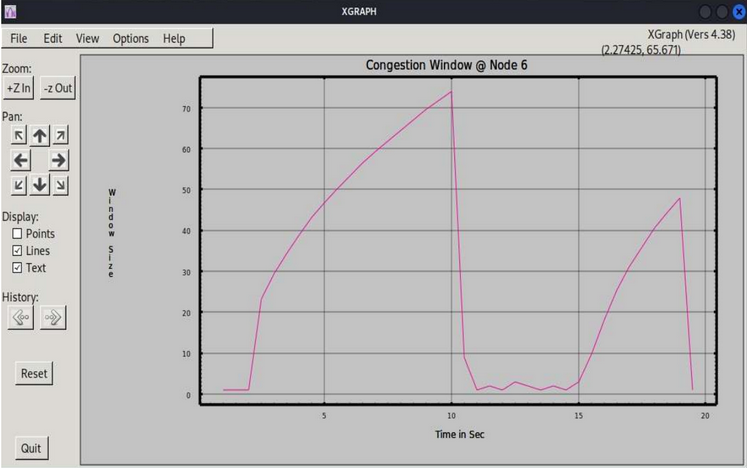 XGRAPH
File Edit View Options Help
XGraph (Vers 4.38)
(2.27425, 65.671)
Zoom:
+Z In -z Out
Pan:
Display:
Points
Lines
Text
History:
Reset
Quit
Congestion Window @ Node 6
Window Size
70
60
50
40
30
20
10
0
5 10 15 20
Time in Sec